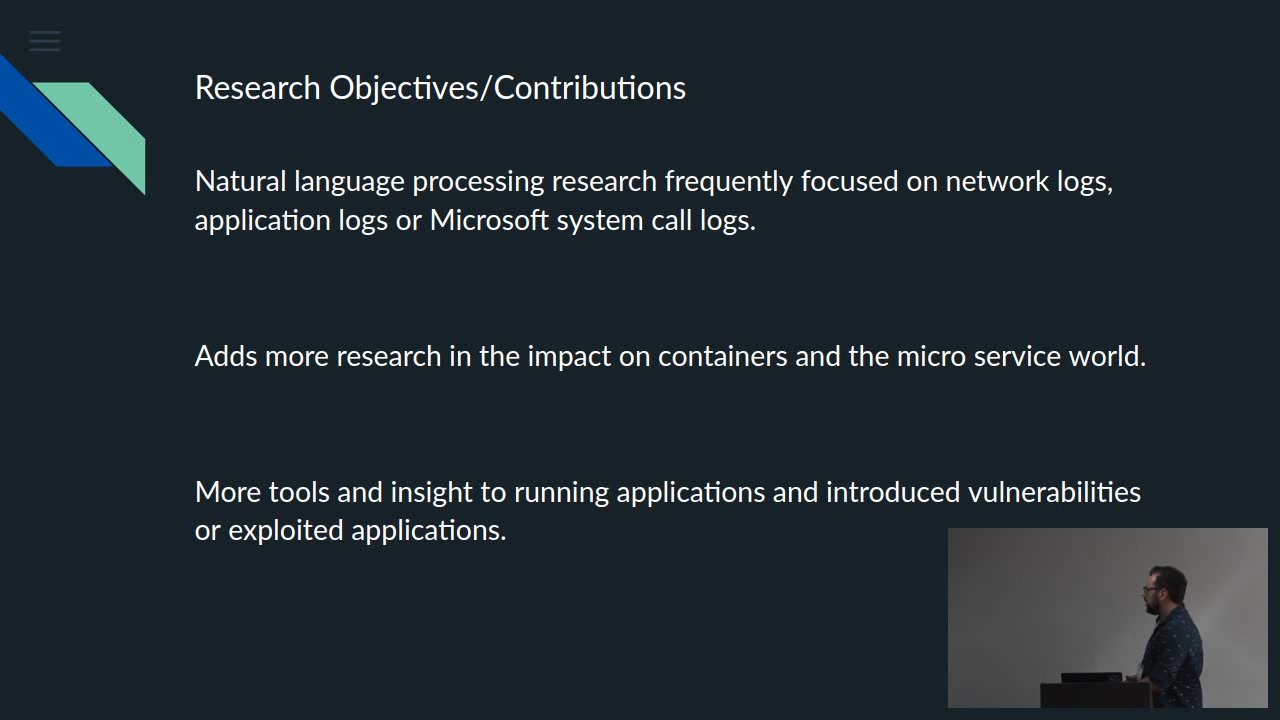 Research Objectives/Contributions
Natural language processing research frequently focused on network logs,
application logs or Microsoft system call logs.
Adds more research in the impact on containers and the micro service world.
More tools and insight to running applications and introduced vulnerabilities
or exploited applications.